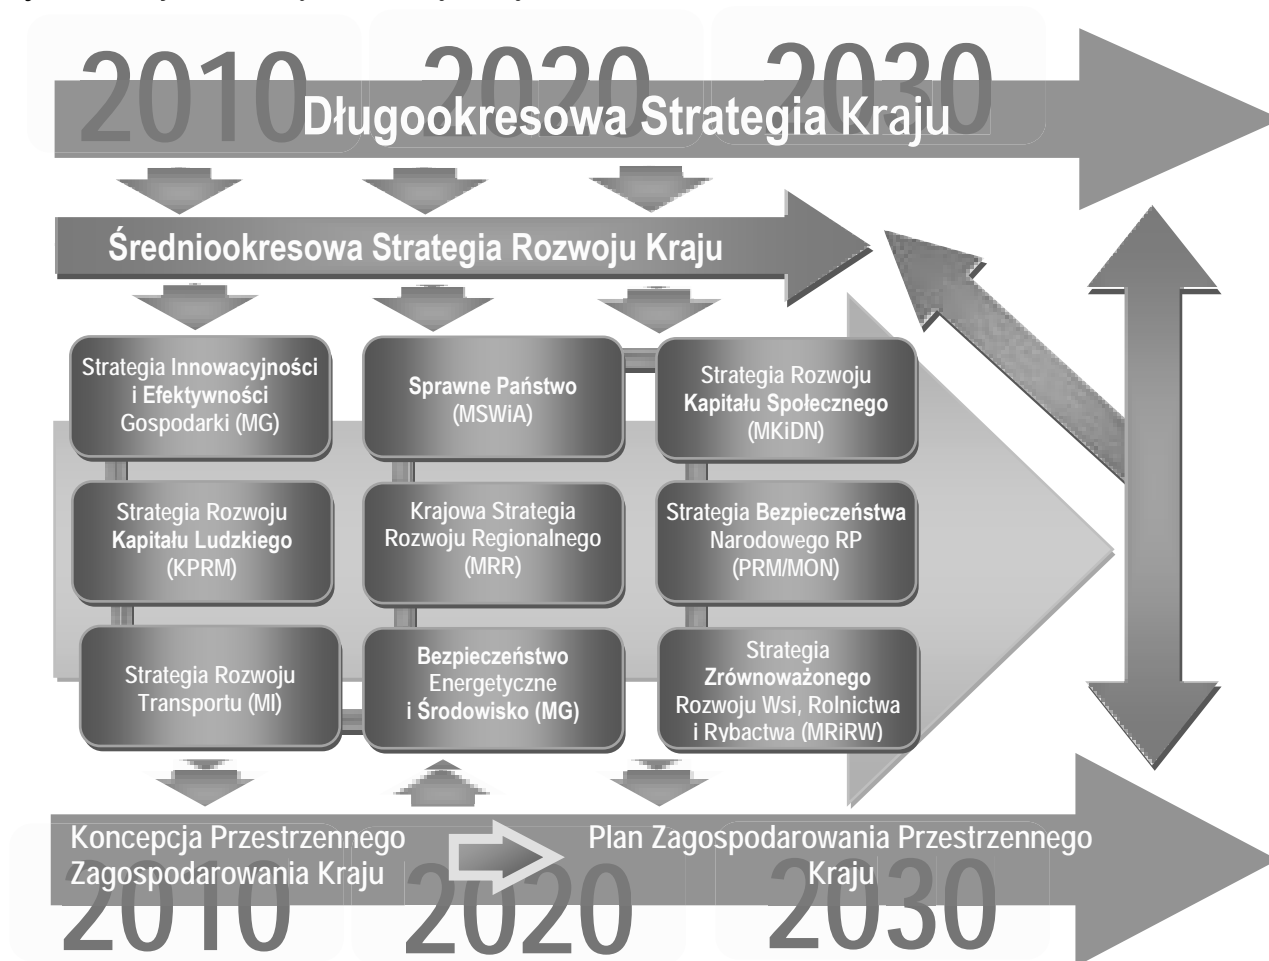 2010 2020 2030
Długookresowa Strategia Kraju
Średniookresowa Strategia Rozwoju Kraju
Strategia Innowacyjności
i Efektywności
Gospodarki (MG)
Sprawne Państwo
(MSWiA)
Strategia Rozwoju
Kapitału Społecznego
(MKiDN)
Strategia Rozwoju
Kapitału Ludzkiego
(KPRM)
Krajowa Strategia
Rozwoju Regionalnego
(MRR)
Strategia Bezpieczeństwa
Narodowego RP
(PRM/MON)
Strategia Rozwoju
Transportu (MI)
Bezpieczeństwo
Energetyczne
i Środowisko (MG)
Strategia
Zrównoważonego
Rozwoju Wsi, Rolnictwa
i Rybactwa (MRiRW)
Koncepcja Przestrzennego
Zagospodarowania Kraju
Plan Zagospodarowania Przestrzennego
Kraju
2010 2020 2030